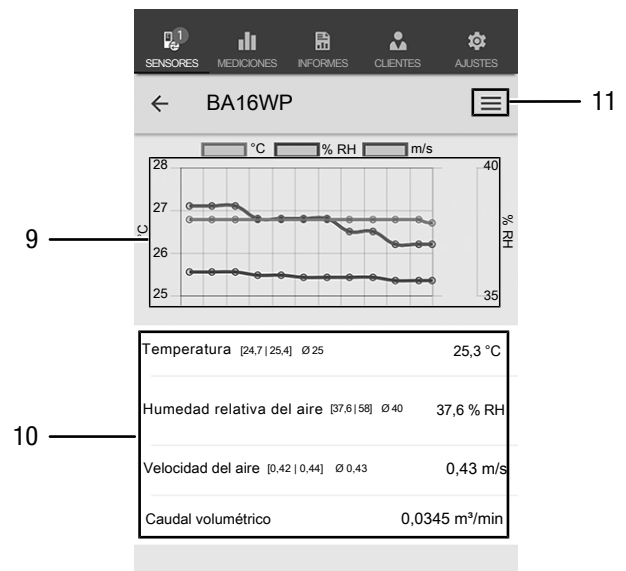 1
SENSORES MEDICIONES INFORMES CLIENTES AJUSTES
BA16WP
11
°C % RH m/s
28 40
27
°C % RH
9
26
25 35
Temperatura [24,7 | 25,4] Ø 25 25,3 °C
Humedad relativa del aire [37,6 | 58] Ø 40 37,6 % RH
10
Velocidad del aire [0,42 | 0,44] Ø 0,43 0,43 m/s
Caudal volumétrico 0,0345 m³/min